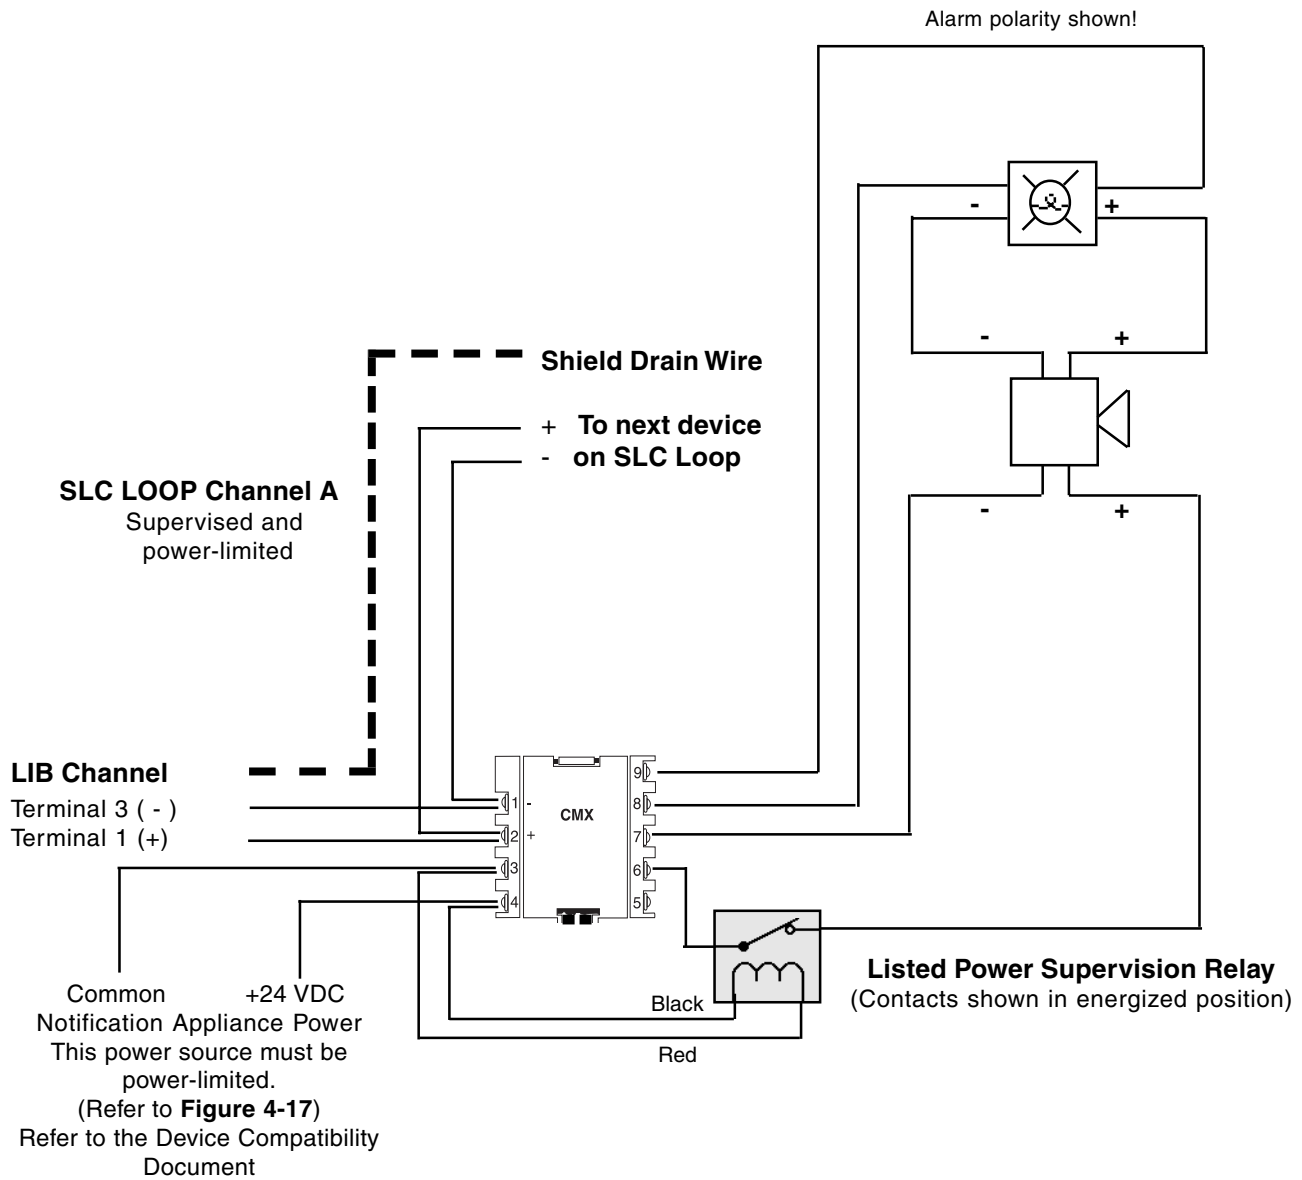 Alarm polarity shown!
- +
- +
Shield Drain Wire
+ To next device
- on SLC Loop
SLC LOOP Channel A
Supervised and
power-limited
- +
LIB Channel
Terminal 3 ( - )
Terminal 1 (+)
1 -
2 +
3
4
CMX
9
8
7
6
5
Listed Power Supervision Relay
(Contacts shown in energized position)
Black
Red
Common +24 VDC
Notification Appliance Power
This power source must be
power-limited.
(Refer to Figure 4-17)
Refer to the Device Compatibility
Document